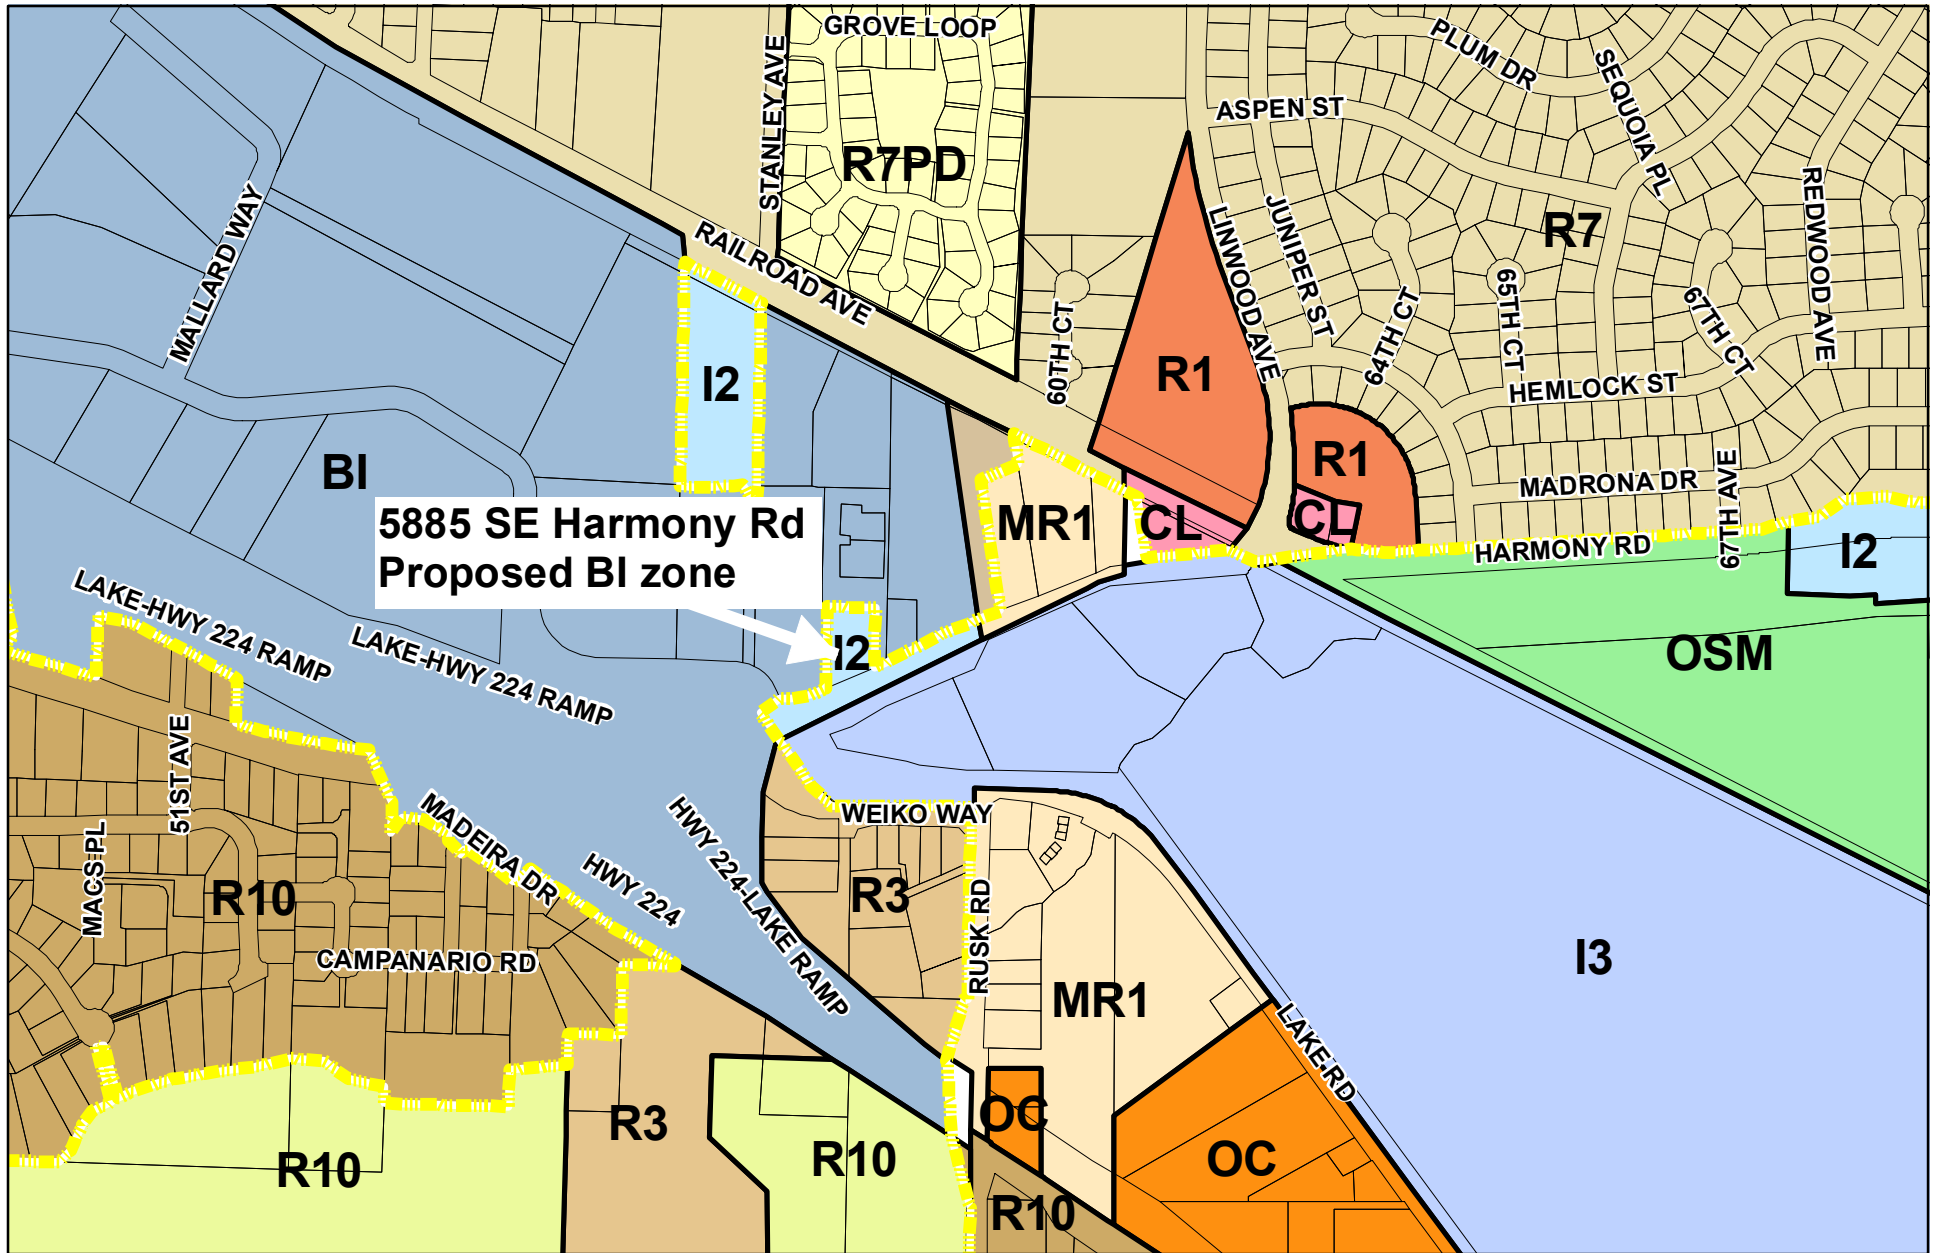 GROVE LOOP
PLUM DR
SEQUOIA PL
STANLEY AVE
ASPEN ST
R7PD
MALLARD WAY
RAILROAD AVE
LINWOOD AVE
JUNIPER ST
R7
REDWOOD AVE
60TH CT
64TH CT
65TH CT
67TH CT
I2
R1
HEMLOCK ST
BI
R1
MADRONA DR
67TH AVE
5885 SE Harmony Rd
Proposed BI zone
MR1
CL
CL
HARMONY RD
I2
LAKE-HWY 224 RAMP
LAKE-HWY 224 RAMP
I2
OSM
51ST AVE
MACS PL
MADEIRA DR
HWY 224
HWY 224-LAKE RAMP
WEIKO WAY
R10
R3
RUSK RD
CAMPANARIO RD
MR1
I3
LAKE RD
R3
OC
R10
R10
OC
R10